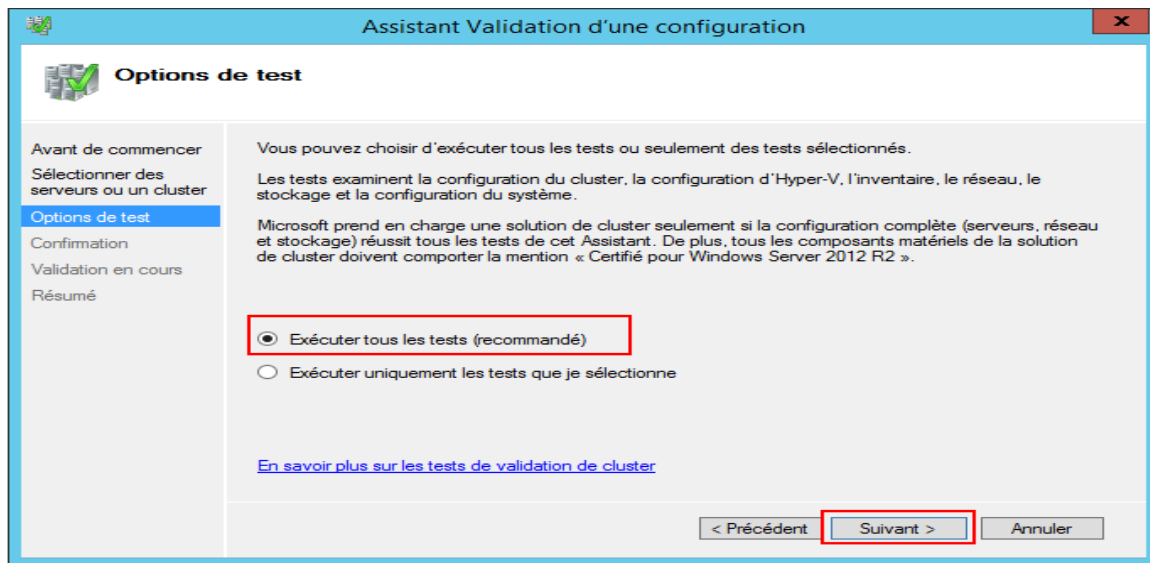 Assistant Validation d'une configuration
x
Options de test
Avant de commencer
Sélectionner des
serveurs ou un cluster
Options de test
Confirmation
Validation en cours
Résumé
Vous pouvez choisir d'exécuter tous les tests ou seulement des tests sélectionnés.
Les tests examinent la configuration du cluster, la configuration d'Hyper-V, l'inventaire, le réseau, le
stockage et la configuration du système.
Microsoft prend en charge une solution de cluster seulement si la configuration complète (serveurs, réseau
et stockage) réussit tous les tests de cet Assistant. De plus, tous les composants matériels de la solution
de cluster doivent comporter la mention « Certifié pour Windows Server 2012 R2 ».
Exécuter tous les tests (recommandé)
Exécuter uniquement les tests que je sélectionne
En savoir plus sur les tests de validation de cluster
< Précédent
Suivant >
Annuler